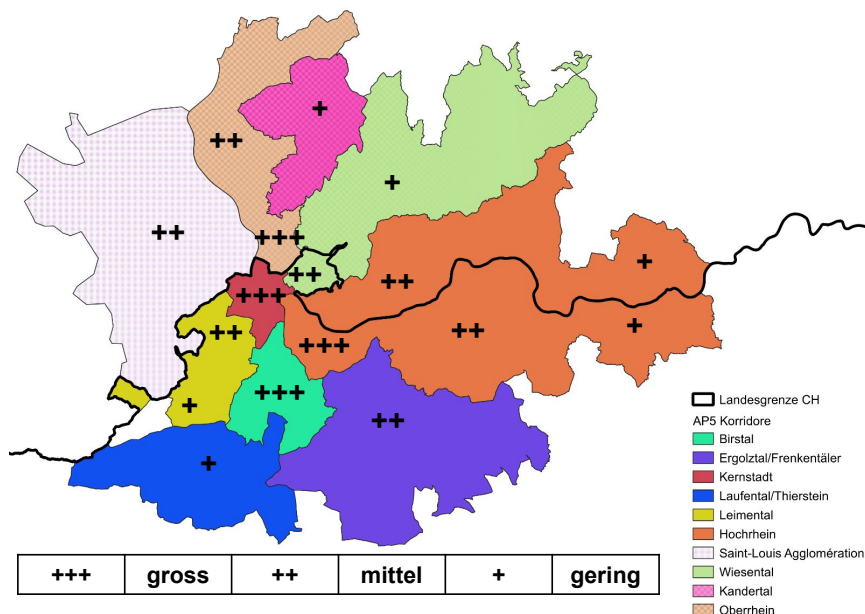 +
++
+
++
+++
++
++
+
+++
++
++
+
+++
+++
+
++
+
Landesgrenze CH
AP5 Korridore
Birstal
Ergolztal/Frenkentäler
Kernstadt
Laufental/Thierstein
Leimental
Hochrhein
Saint-Louis Agglomération
Wiesental
Kandertal
Oberrhein
+++ gross ++ mittel + gering